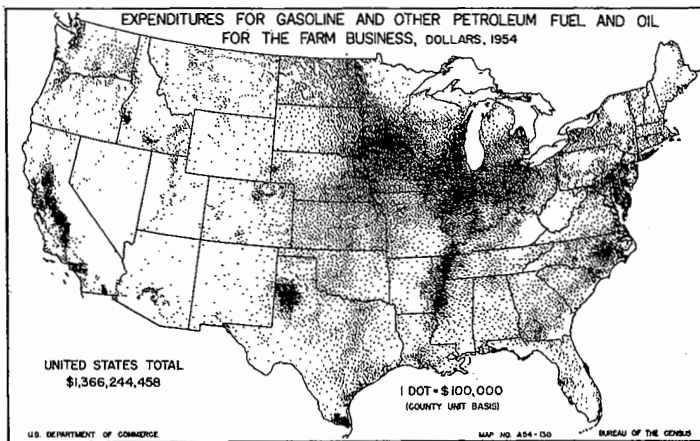 EXPENDITURES FOR GASOLINE AND OTHER PETROLEUM FUEL AND OIL
FOR THE FARM BUSINESS, DOLLARS, 1954
UNITED STATES TOTAL
$1,366,244,458
1 DOT = $100,000
(COUNTY UNIT BASIS)
U.S. DEPARTMENT OF COMMERCE
MAP NO. A54-130
BUREAU OF THE CENSUS